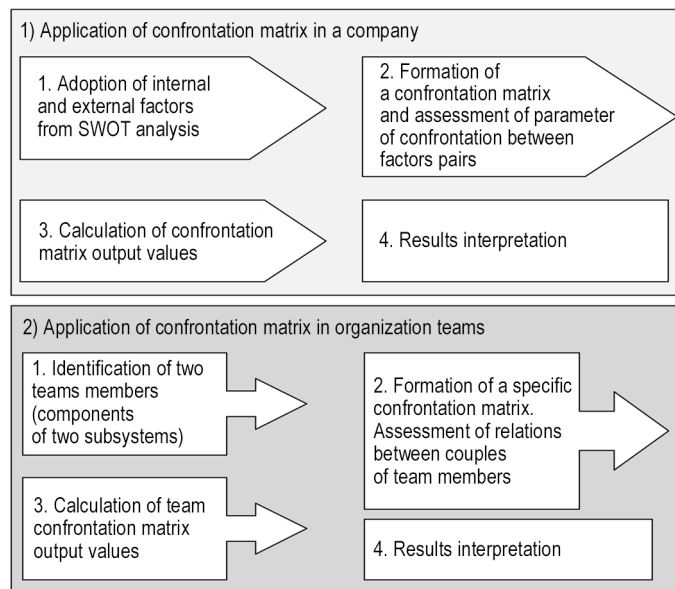 1) Application of confrontation matrix in a company
1. Adoption of internal
and external factors
from SWOT analysis
2. Formation of
a confrontation matrix
and assessment of parameter
of confrontation between
factors pairs
3. Calculation of confrontation
matrix output values
4. Results interpretation
2) Application of confrontation matrix in organization teams
1. Identification of two
teams members
(components
of two subsystems)
2. Formation of a specific
confrontation matrix.
Assessment of relations
between couples
of team members
3. Calculation of team
confrontation matrix
output values
4. Results interpretation